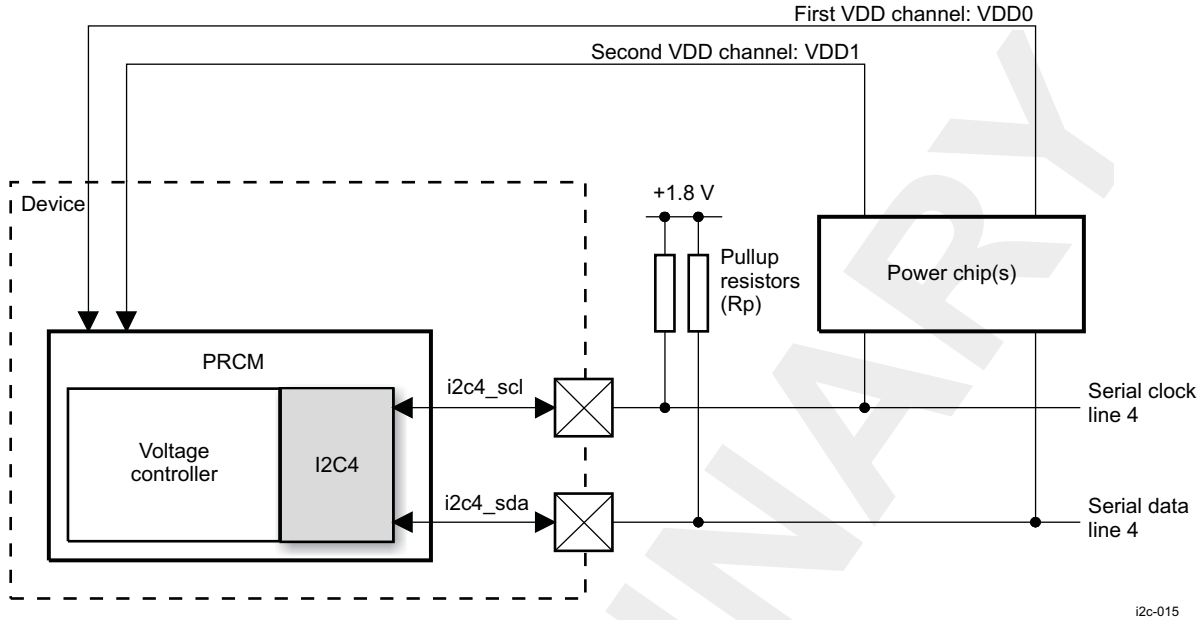 First VDD channel: VDD0
Second VDD channel: VDD1
Device
+1.8 V
Pullup
resistors
(Rp)
Power chip(s)
PRCM
Voltage
controller
I2C4
i2c4_scl
Serial clock
line 4
i2c4_sda
Serial data
line 4
i2c-015